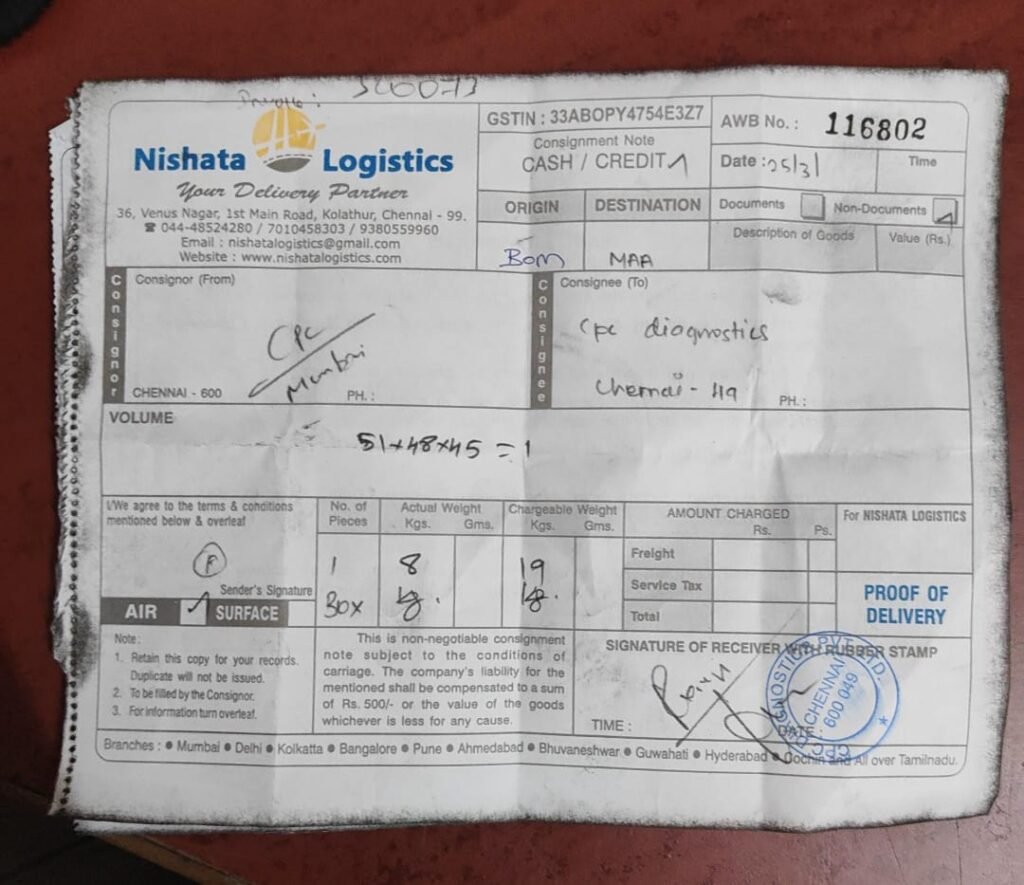 Nishata Logistics
Your Delivery Partner
36, Venus Nagar, 1st Main Road, Kolathur, Chennai - 99.
☎ 044-48524280 / 7010458303 / 9380559960
Email : nishatalogistics@gmail.com
Website : www.nishatalogistics.com
GSTIN : 33ABOPY4754E3Z7
Consignment Note
CASH / CREDIT
AWB No. : 116802
Date : 25/3/
Time
ORIGIN
DESTINATION
Documents
Non-Documents
Bom
MAA
Description of Goods
Value (Rs.)
Consignor
Consignor (From)
CPC
Mumbai
CHENNAI - 600
PH. :
Consignee
Consignee (To)
Cpc diagnostics
Chennai - 49
PH. :
VOLUME
51x48x45 = 1
I/We agree to the terms & conditions
mentioned below & overleaf
F
Sender's Signature
AIR
SURFACE
No. of
Pieces
1
Box
Actual Weight
Kgs. Gms.
8
Kg.
Chargeable Weight
Kgs. Gms.
19
Kg.
AMOUNT CHARGED
Rs. Ps.
Freight
Service Tax
Total
For NISHATA LOGISTICS
PROOF OF
DELIVERY
Note :
1. Retain this copy for your records.
Duplicate will not be issued.
2. To be filled by the Consignor.
3. For information turn overleaf.
This is non-negotiable consignment
note subject to the conditions of
carriage. The company's liability for the
mentioned shall be compensated to a sum
of Rs. 500/- or the value of the goods
whichever is less for any cause.
SIGNATURE OF RECEIVER WITH RUBBER STAMP
TIME :
DATE :
CPC DIAGNOSTICS PVT. LTD.
CHENNAI
600 049
Branches : ● Mumbai ● Delhi ● Kolkatta ● Bangalore ● Pune ● Ahmedabad ● Bhuvaneshwar ● Guwahati ● Hyderabad ● Cochin and All over Tamilnadu.